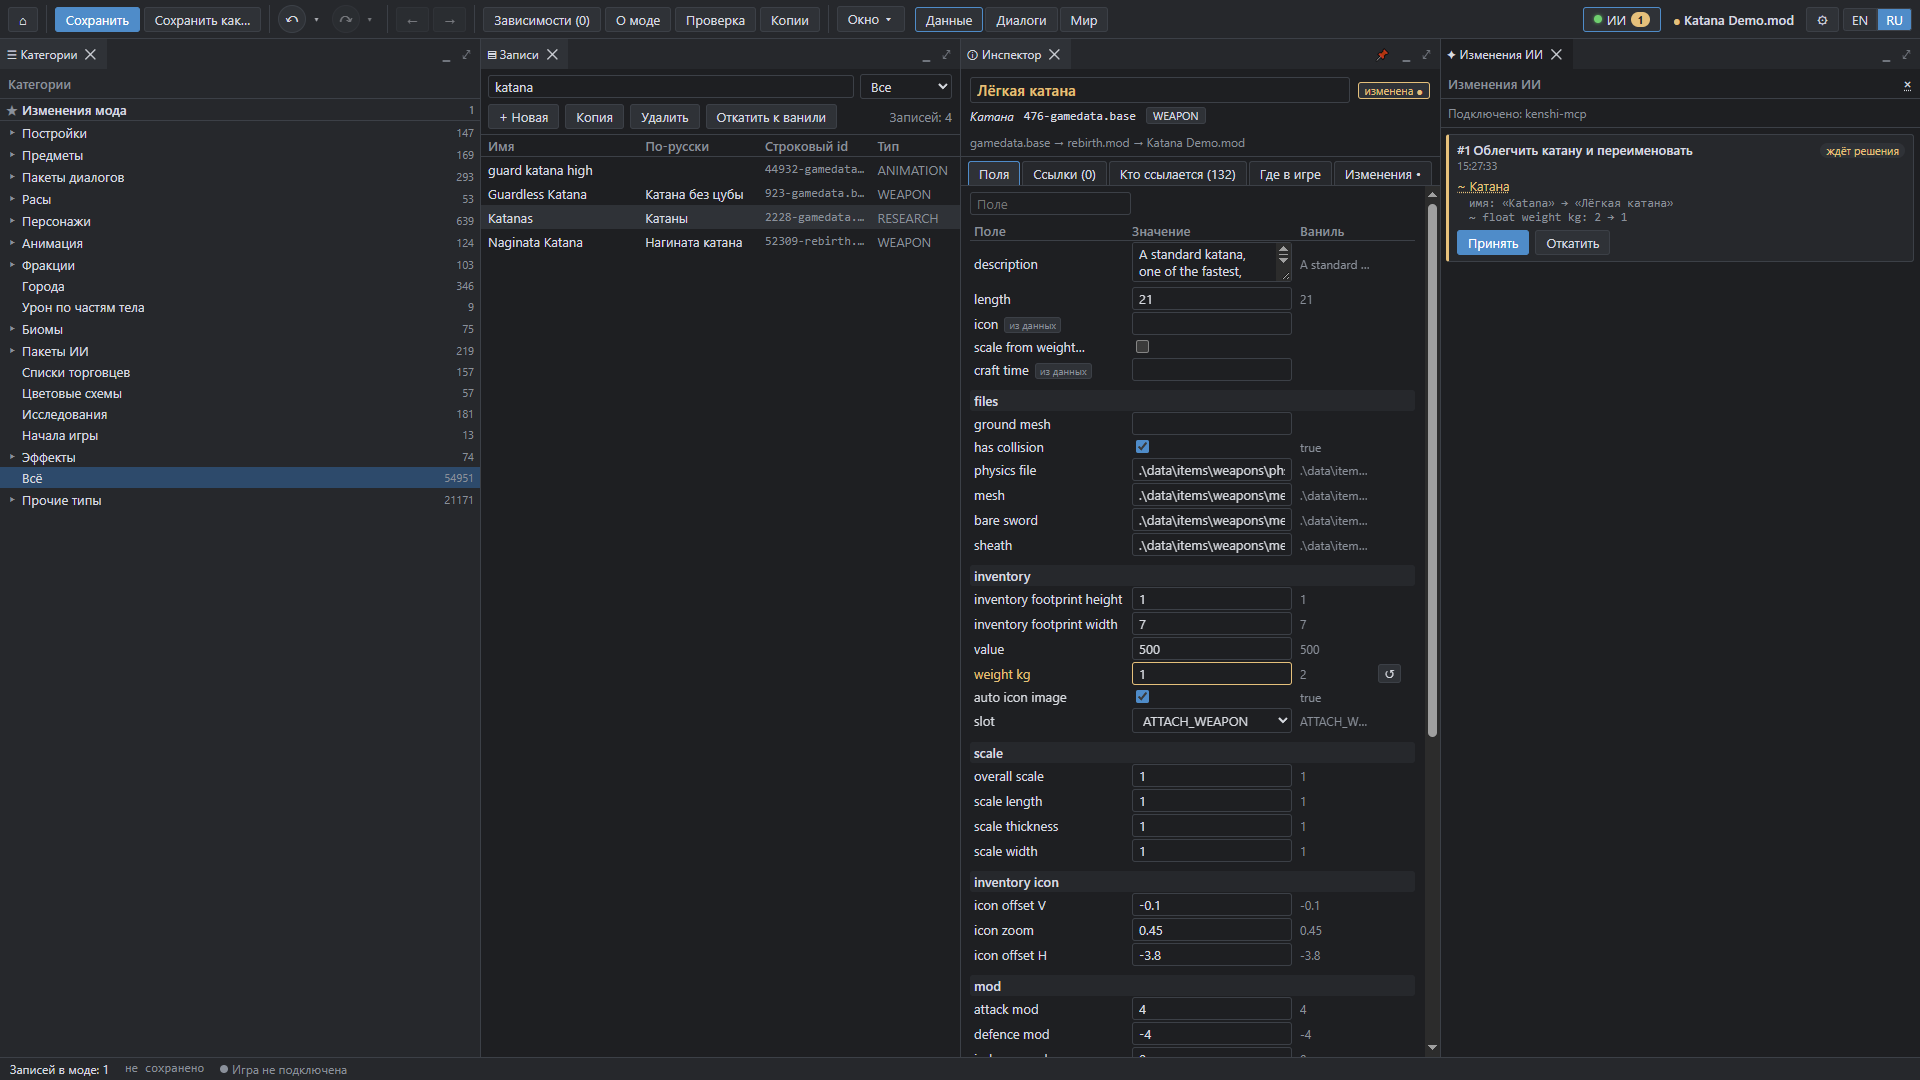 Сохранить Сохранить как... Зависимости (0) О моде Проверка Копии Окно Данные Диалоги Мир ИИ 1 Katana Demo.mod EN RU
Категории
Категории
Изменения мода 1
Постройки 147
Предметы 169
Пакеты диалогов 293
Расы 53
Персонажи 639
Анимация 124
Фракции 103
Города 346
Урон по частям тела 9
Биомы 75
Пакеты ИИ 219
Списки торговцев 157
Цветовые схемы 57
Исследования 181
Начала игры 13
Эффекты 74
Всё 54951
Прочие типы 21171
Записи
katana Все
+ Новая Копия Удалить Откатить к ванили Записей: 4
Имя По-русски Строковый id Тип
guard katana high 44932-gamedata... ANIMATION
Guardless Katana Катана без цубы 923-gamedata.b... WEAPON
Katanas Катаны 2228-gamedata.... RESEARCH
Naginata Katana Нагината катана 52309-rebirth.... WEAPON
Инспектор
Лёгкая катана изменена
Катана 476-gamedata.base WEAPON
gamedata.base → rebirth.mod → Katana Demo.mod
Поля Ссылки (0) Кто ссылается (132) Где в игре Изменения •
Поле
Поле Значение Ваниль
description A standard katana, one of the fastest, A standard ...
length 21 21
icon из данных
scale from weight...
craft time из данных
files
ground mesh
has collision true
physics file .\data\items\weapons\ph .\data\item...
mesh .\data\items\weapons\me .\data\item...
bare sword .\data\items\weapons\me .\data\item...
sheath .\data\items\weapons\me .\data\item...
inventory
inventory footprint height 1 1
inventory footprint width 7 7
value 500 500
weight kg 1 2
auto icon image true
slot ATTACH_WEAPON ATTACH_W...
scale
overall scale 1 1
scale length 1 1
scale thickness 1 1
scale width 1 1
inventory icon
icon offset V -0.1 -0.1
icon zoom 0.45 0.45
icon offset H -3.8 -3.8
mod
attack mod 4 4
defence mod -4 -4
Изменения ИИ
Изменения ИИ
Подключено: kenshi-mcp
#1 Облегчить катану и переименовать ждёт решения
15:27:33
~ Катана
имя: «Katana» → «Лёгкая катана»
~ float weight kg: 2 → 1
Принять Откатить
Записей в моде: 1 не сохранено Игра не подключена